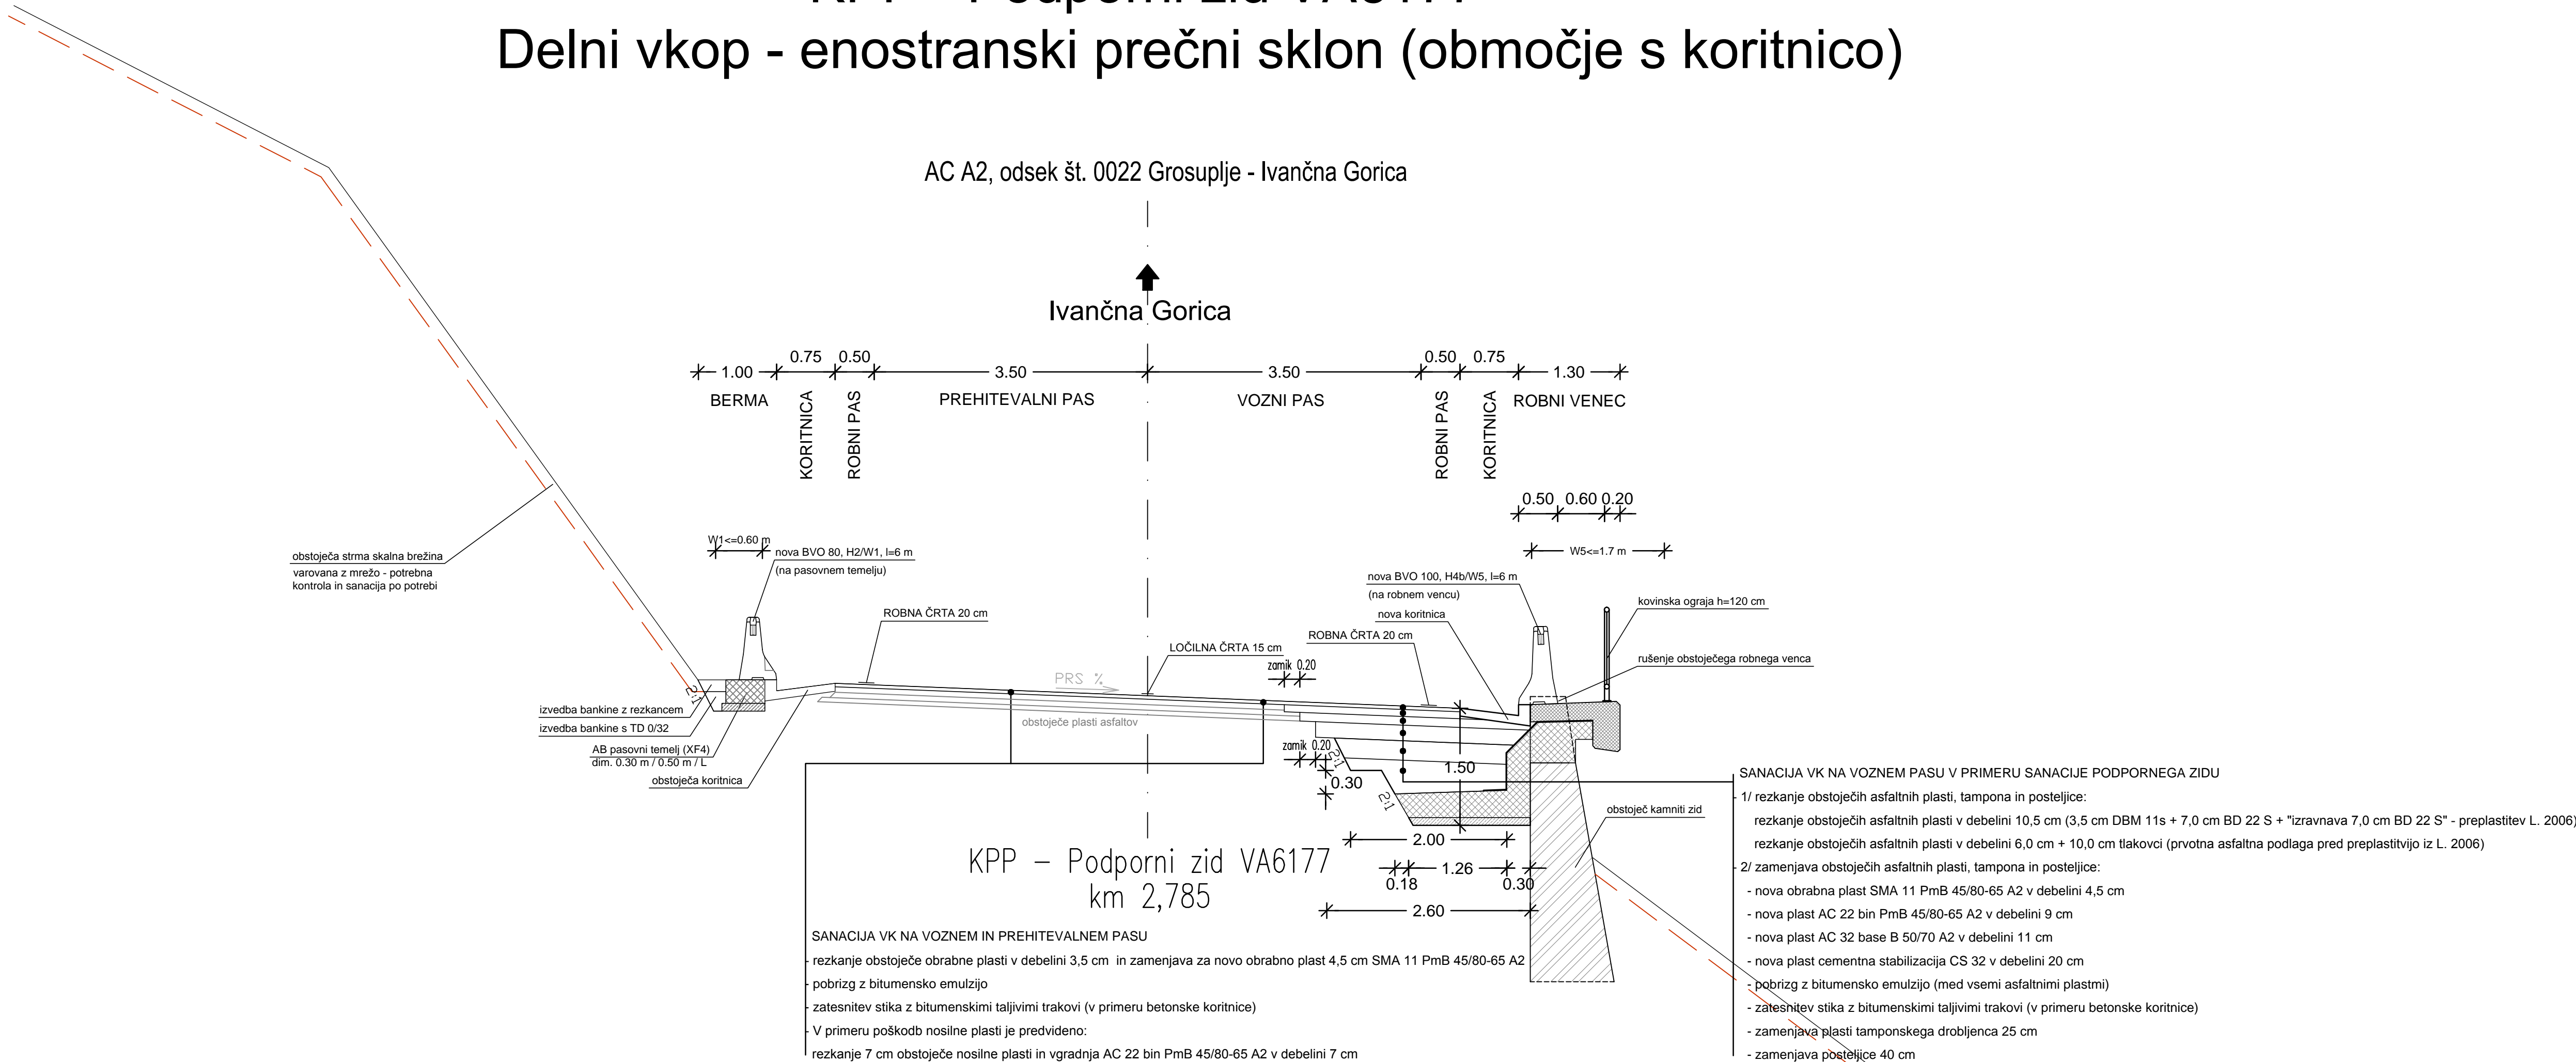 KPP - Podporni zid VA6177
Delni vkop - enostranski prečni sklon (območje s koritnico)
AC A2, odsek št. 0022 Grosuplje - Ivančna Gorica
Ivančna Gorica
0.75 0.50 0.50 0.75
1.00 3.50 3.50 1.30
BERMA KORITNICA ROBNI PAS PREHITEVALNI PAS VOZNI PAS ROBNI PAS KORITNICA ROBNI VENEC
0.50 0.60 0.20
W1<=0.60 m
W5<=1.7 m
nova BVO 80, H2/W1, l=6 m
(na pasovnem temelju)
obstoječa strma skalna brežina
varovana z mrežo - potrebna
kontrola in sanacija po potrebi
nova BVO 100, H4b/W5, l=6 m
(na robnem vencu)
nova koritnica
kovinska ograja h=120 cm
ROBNA ČRTA 20 cm
ROBNA ČRTA 20 cm
LOČILNA ČRTA 15 cm
rušenje obstoječega robnega venca
zamik 0.20
PRS %
obstoječe plasti asfaltov
2:1
izvedba bankine z rezkancem
izvedba bankine s TD 0/32
AB pasovni temelj (XF4)
dim. 0.30 m / 0.50 m / L
obstoječa koritnica
zamik 0.20
2:1
0.30
2:1
1.50
obstoječ kamniti zid
2.00
0.18 1.26 0.30
2.60
KPP – Podporni zid VA6177
km 2,785
SANACIJA VK NA VOZNEM IN PREHITEVALNEM PASU
- rezkanje obstoječe obrabne plasti v debelini 3,5 cm in zamenjava za novo obrabno plast 4,5 cm SMA 11 PmB 45/80-65 A2
- pobrizg z bitumensko emulzijo
- zatesnitev stika z bitumenskimi taljivimi trakovi (v primeru betonske koritnice)
- V primeru poškodb nosilne plasti je predvideno:
- rezkanje 7 cm obstoječe nosilne plasti in vgradnja AC 22 bin PmB 45/80-65 A2 v debelini 7 cm
SANACIJA VK NA VOZNEM PASU V PRIMERU SANACIJE PODPORNEGA ZIDU
- 1/ rezkanje obstoječih asfaltnih plasti, tampona in posteljice:
rezkanje obstoječih asfaltnih plasti v debelini 10,5 cm (3,5 cm DBM 11s + 7,0 cm BD 22 S + "izravnava 7,0 cm BD 22 S" - preplastitev L. 2006)
rezkanje obstoječih asfaltnih plasti v debelini 6,0 cm + 10,0 cm tlakovci (prvotna asfaltna podlaga pred preplastitvijo iz L. 2006)
- 2/ zamenjava obstoječih asfaltnih plasti, tampona in posteljice:
- nova obrabna plast SMA 11 PmB 45/80-65 A2 v debelini 4,5 cm
- nova plast AC 22 bin PmB 45/80-65 A2 v debelini 9 cm
- nova plast AC 32 base B 50/70 A2 v debelini 11 cm
- nova plast cementna stabilizacija CS 32 v debelini 20 cm
- pobrizg z bitumensko emulzijo (med vsemi asfaltnimi plastmi)
- zatesnitev stika z bitumenskimi taljivimi trakovi (v primeru betonske koritnice)
- zamenjava plasti tamponskega drobljenca 25 cm
- zamenjava posteljice 40 cm